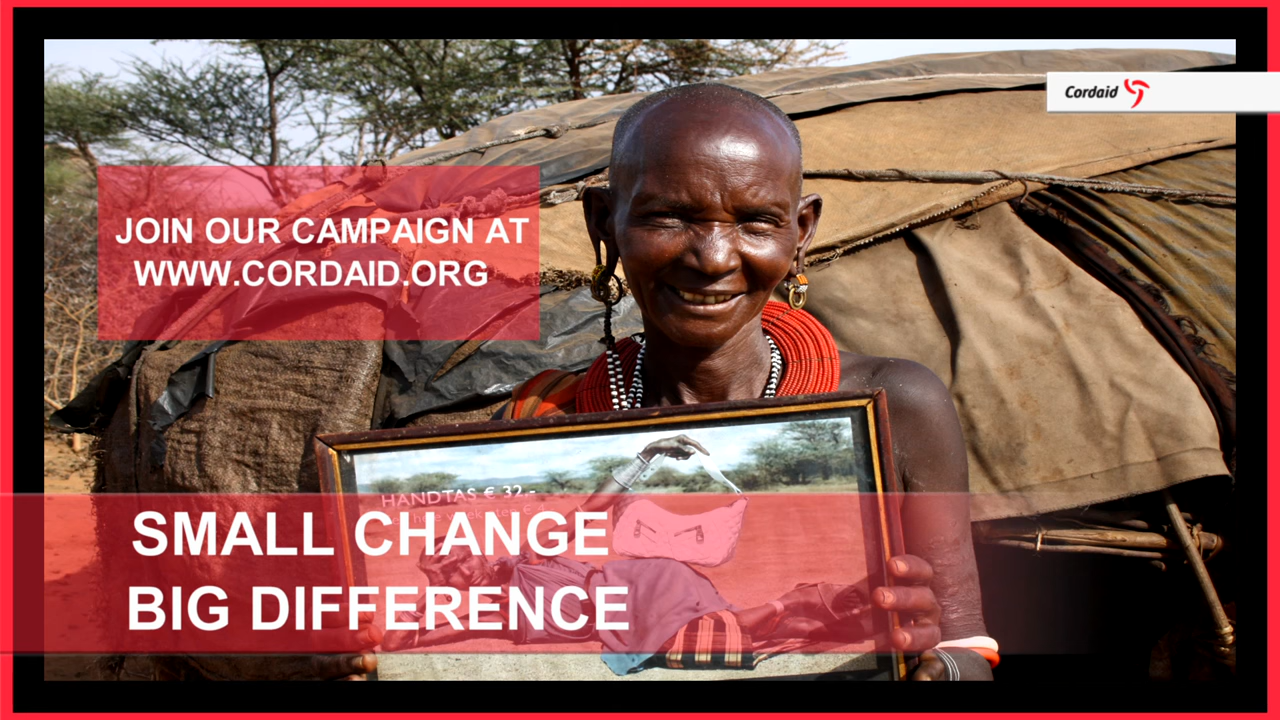 Cordaid
JOIN OUR CAMPAIGN AT
WWW.CORDAID.ORG
HANDTAS € 32,-
SMALL CHANGE
BIG DIFFERENCE